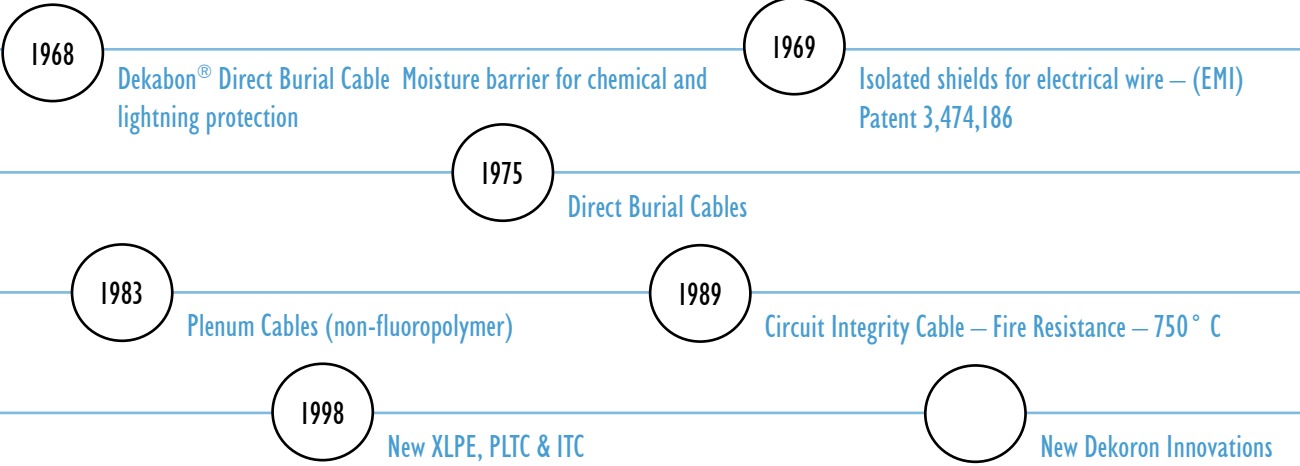 1968
Dekabon® Direct Burial Cable Moisture barrier for chemical and
lightning protection
1969
Isolated shields for electrical wire – (EMI)
Patent 3,474,186
1975
Direct Burial Cables
1983
Plenum Cables (non-fluoropolymer)
1989
Circuit Integrity Cable – Fire Resistance – 750° C
1998
New XLPE, PLTC & ITC
New Dekoron Innovations